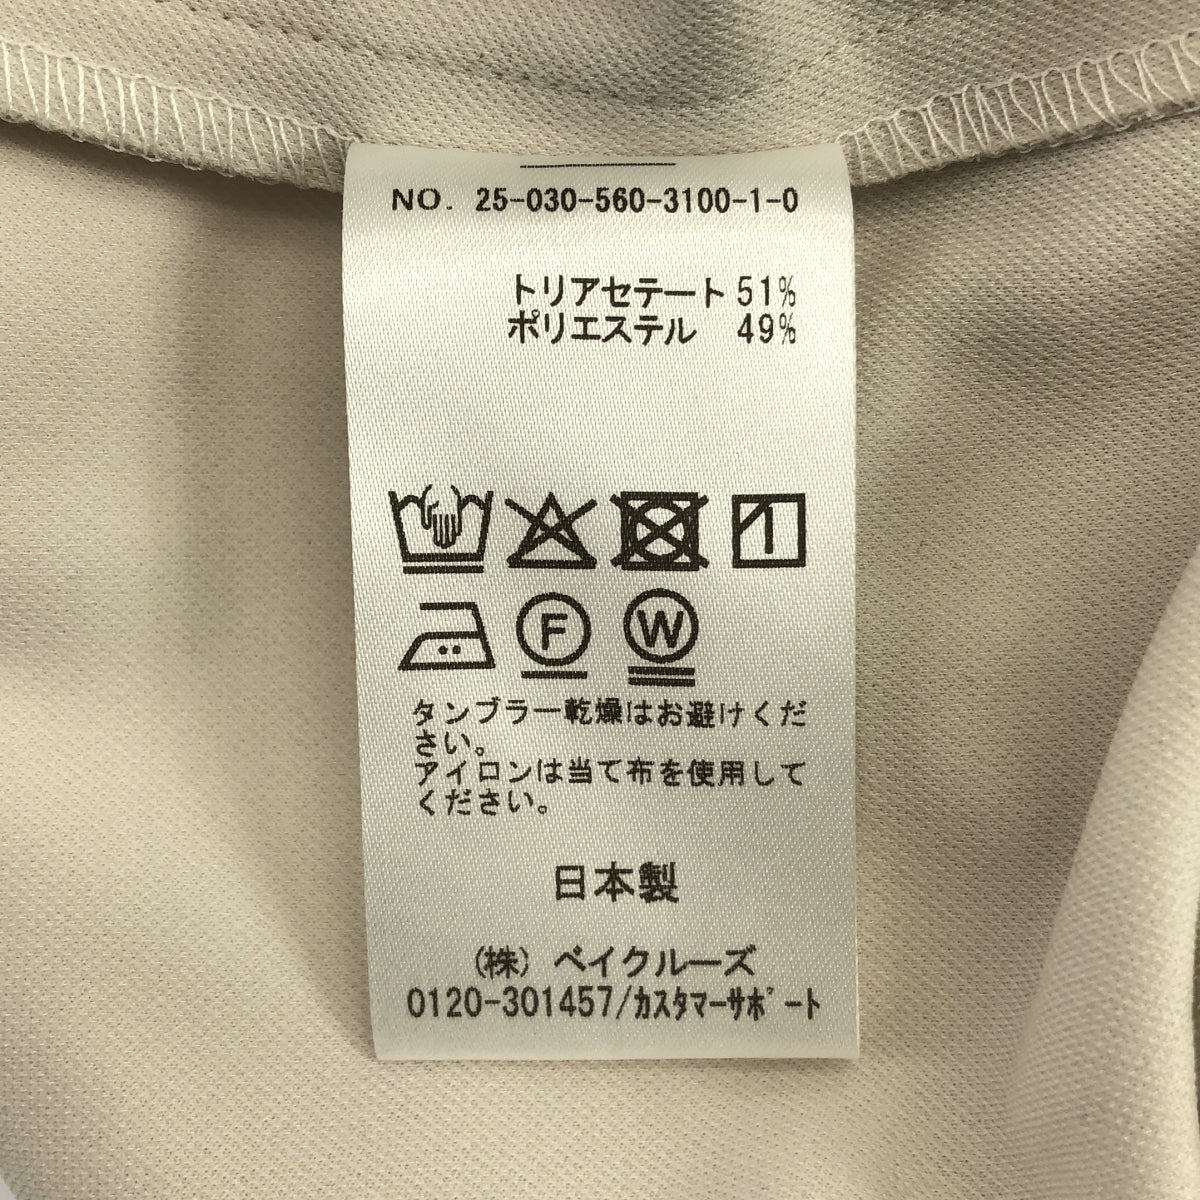 NO. 25-030-560-3100-1-0
トリアセテート 51%
ポリエステル 49%
F W
タンブラー乾燥はお避けくだ
さい。
アイロンは当て布を使用して
ください。
日本製
(株) ベイクルーズ
0120-301457/ｶｽﾀﾏｰｻﾎﾟｰﾄ